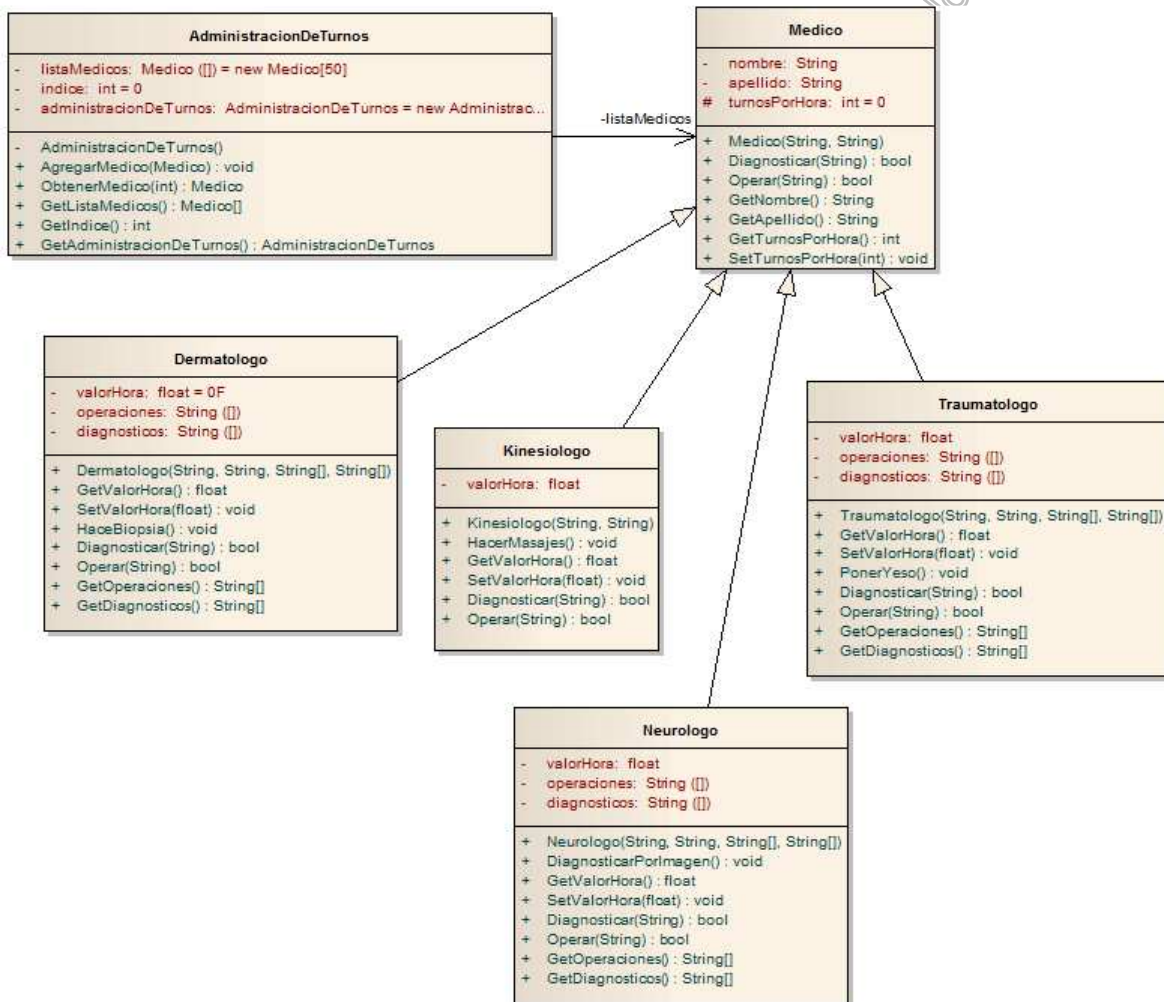 AdministracionDeTurnos
- listaMedicos: Medico ([]) = new Medico[50]
- indice: int = 0
- administracionDeTurnos: AdministracionDeTurnos = new Administrac...
- AdministracionDeTurnos()
+ AgregarMedico(Medico) : void
+ ObtenerMedico(int) : Medico
+ GetListaMedicos() : Medico[]
+ GetIndice() : int
+ GetAdministracionDeTurnos() : AdministracionDeTurnos
-listaMedicos
Medico
- nombre: String
- apellido: String
# turnosPorHora: int = 0
+ Medico(String, String)
+ Diagnosticar(String) : bool
+ Operar(String) : bool
+ GetNombre() : String
+ GetApellido() : String
+ GetTurnosPorHora() : int
+ SetTurnosPorHora(int) : void
Dermatologo
- valorHora: float = 0F
- operaciones: String ([])
- diagnosticos: String ([])
+ Dermatologo(String, String, String[], String[])
+ GetValorHora() : float
+ SetValorHora(float) : void
+ HaceBiopsia() : void
+ Diagnosticar(String) : bool
+ Operar(String) : bool
+ GetOperaciones() : String[]
+ GetDiagnosticos() : String[]
Kinesiologo
- valorHora: float
+ Kinesiologo(String, String)
+ HacerMasajes() : void
+ GetValorHora() : float
+ SetValorHora(float) : void
+ Diagnosticar(String) : bool
+ Operar(String) : bool
Traumatologo
- valorHora: float
- operaciones: String ([])
- diagnosticos: String ([])
+ Traumatologo(String, String, String[], String[])
+ GetValorHora() : float
+ SetValorHora(float) : void
+ PonerYeso() : void
+ Diagnosticar(String) : bool
+ Operar(String) : bool
+ GetOperaciones() : String[]
+ GetDiagnosticos() : String[]
Neurologo
- valorHora: float
- operaciones: String ([])
- diagnosticos: String ([])
+ Neurologo(String, String, String[], String[])
+ DiagnosticarPorImagen() : void
+ GetValorHora() : float
+ SetValorHora(float) : void
+ Diagnosticar(String) : bool
+ Operar(String) : bool
+ GetOperaciones() : String[]
+ GetDiagnosticos() : String[]